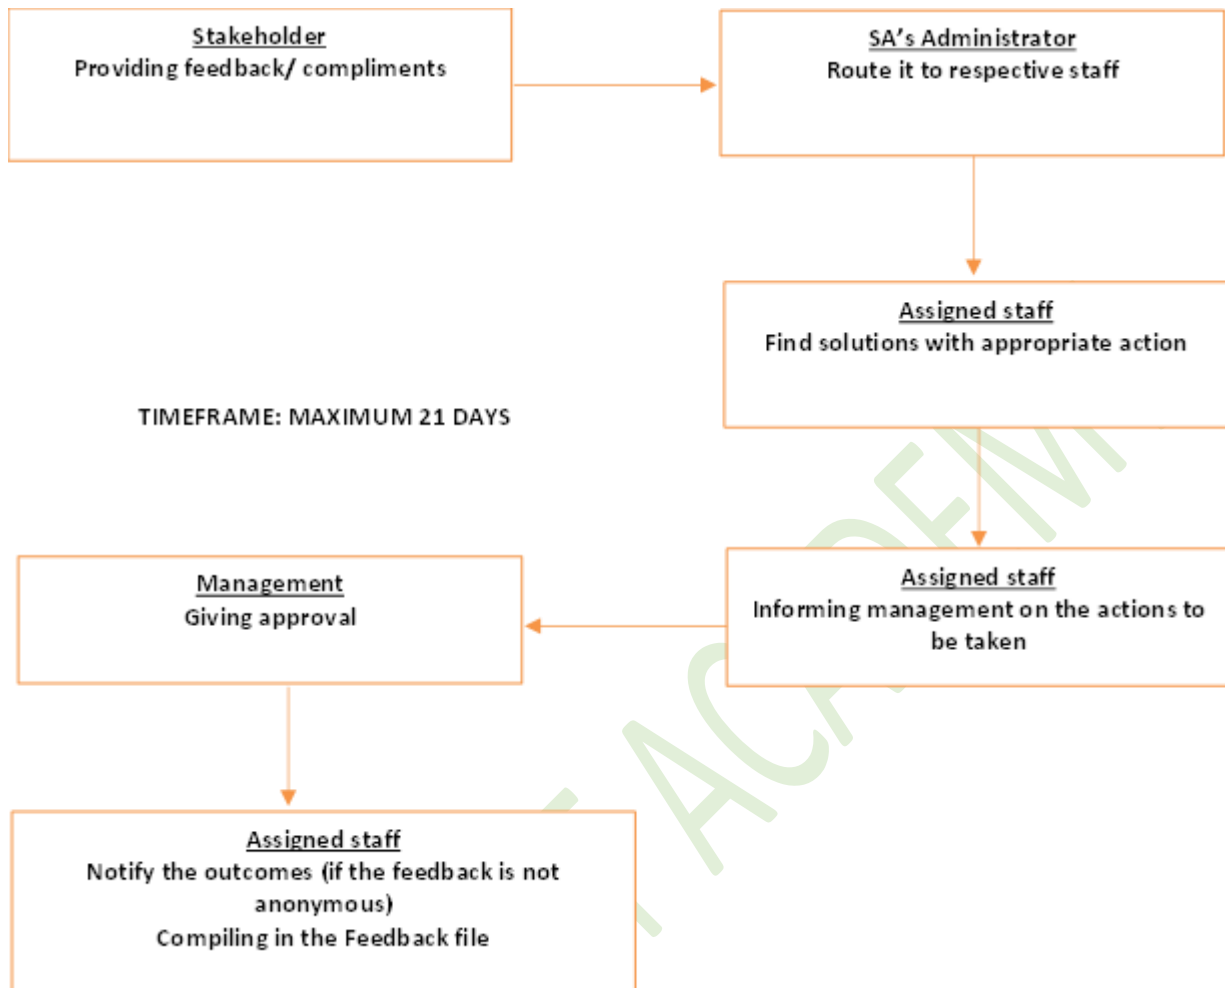 Stakeholder
Providing feedback/ compliments
SA's Administrator
Route it to respective staff
Assigned staff
Find solutions with appropriate action
TIMEFRAME: MAXIMUM 21 DAYS
Assigned staff
Informing management on the actions to
be taken
Management
Giving approval
Assigned staff
Notify the outcomes (if the feedback is not
anonymous)
Compiling in the Feedback file